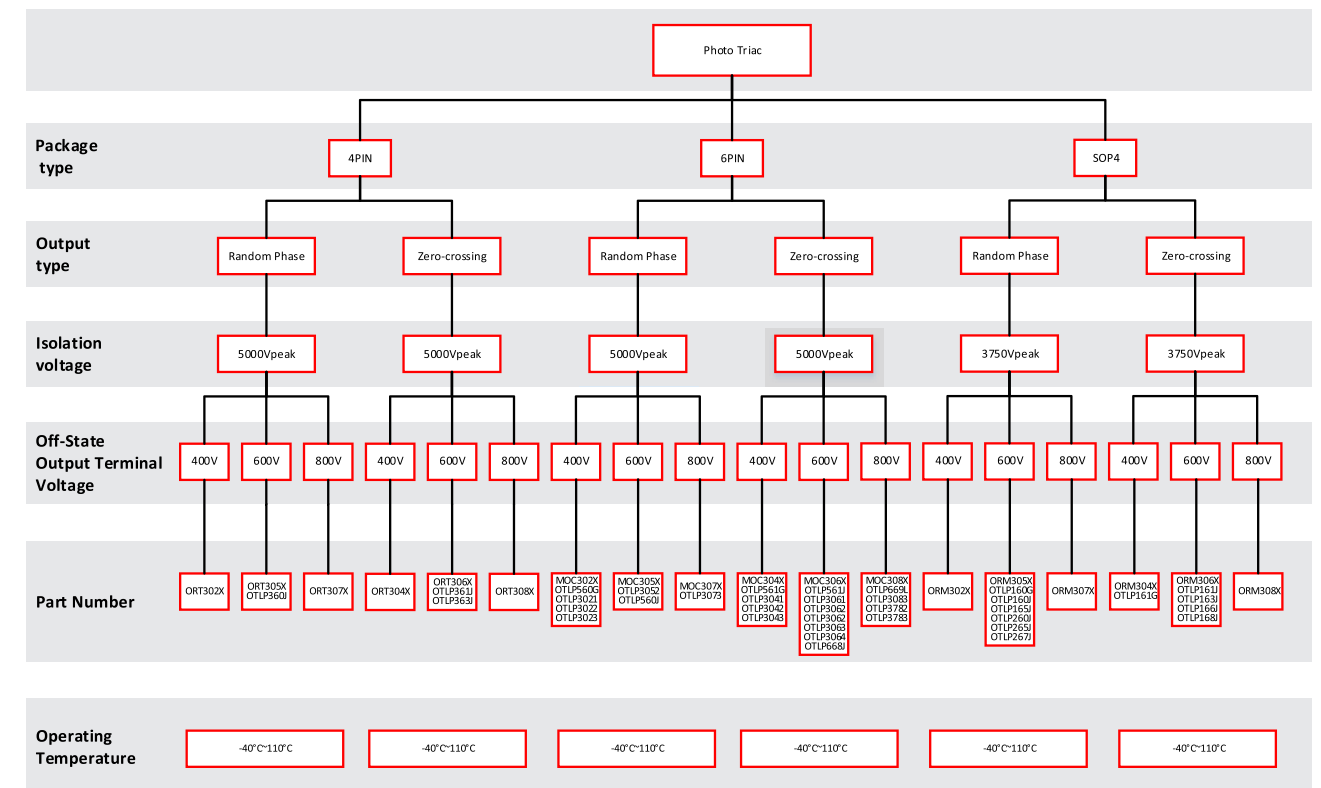 Photo Triac
Package
type
4PIN
6PIN
SOP4
Output
type
Random Phase
Zero-crossing
Random Phase
Zero-crossing
Random Phase
Zero-crossing
Isolation
voltage
5000Vpeak
5000Vpeak
5000Vpeak
5000Vpeak
3750Vpeak
3750Vpeak
Off-State
Output Terminal
Voltage
400V
600V
800V
400V
600V
800V
400V
600V
800V
400V
600V
800V
400V
600V
800V
400V
600V
800V
Part Number
ORT302X
ORT305X
OTLP360J
ORT307X
ORT304X
ORT306X
OTLP361J
OTLP363J
ORT308X
MOC302X
OTLP560G
OTLP3021
OTLP3022
OTLP3023
MOC305X
OTLP3052
OTLP560J
MOC307X
OTLP3073
MOC304X
OTLP561G
OTLP3041
OTLP3042
OTLP3043
MOC306X
OTLP561J
OTLP3061
OTLP3062
OTLP3062
OTLP3063
OTLP3064
OTLP668J
MOC308X
OTLP669L
OTLP3083
OTLP3782
OTLP3783
ORM302X
ORM305X
OTLP160G
OTLP160J
OTLP165J
OTLP260J
OTLP265J
OTLP267J
ORM307X
ORM304X
OTLP161G
ORM306X
OTLP161J
OTLP163J
OTLP166J
OTLP168J
ORM308X
Operating
Temperature
-40°C~110°C
-40°C~110°C
-40°C~110°C
-40°C~110°C
-40°C~110°C
-40°C~110°C